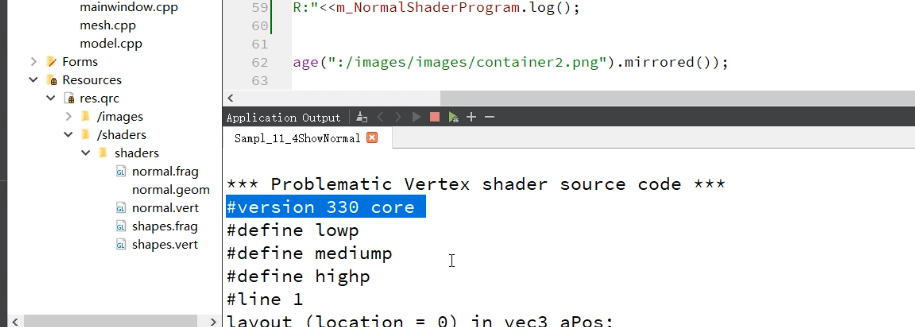 mainwindow.cpp
mesh.cpp
model.cpp
Forms
Resources
res.qrc
/images
/shaders
shaders
normal.frag
normal.geom
normal.vert
shapes.frag
shapes.vert
59 R:"<<m_NormalShaderProgram.log();
60
61
62 age(":/images/images/container2.png").mirrored());
63
Application Output
Sampl_11_4ShowNormal
*** Problematic Vertex shader source code ***
#version 330 core
#define lowp
#define mediump
#define highp
#line 1
layout (location = 0) in vec3 aPos;